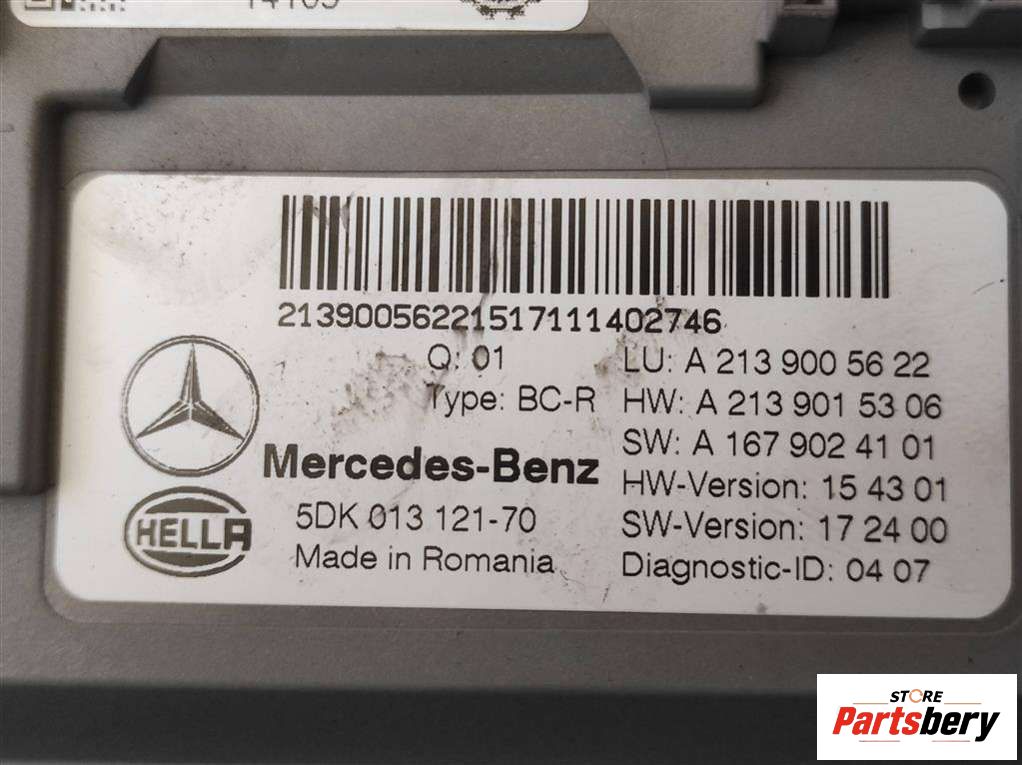 21390056221517111402746
Q: 01
Type: BC-R
LU: A 213 900 56 22
HW: A 213 901 53 06
SW: A 167 902 41 01
HW-Version: 15 43 01
SW-Version: 17 24 00
Diagnostic-ID: 04 07
Mercedes-Benz
HELLA
5DK 013 121-70
Made in Romania
STORE
Partsbery